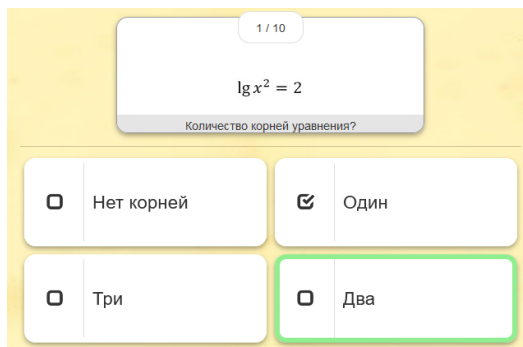 1 / 10
lg x² = 2
Количество корней уравнения?
Нет корней
Один
Три
Два